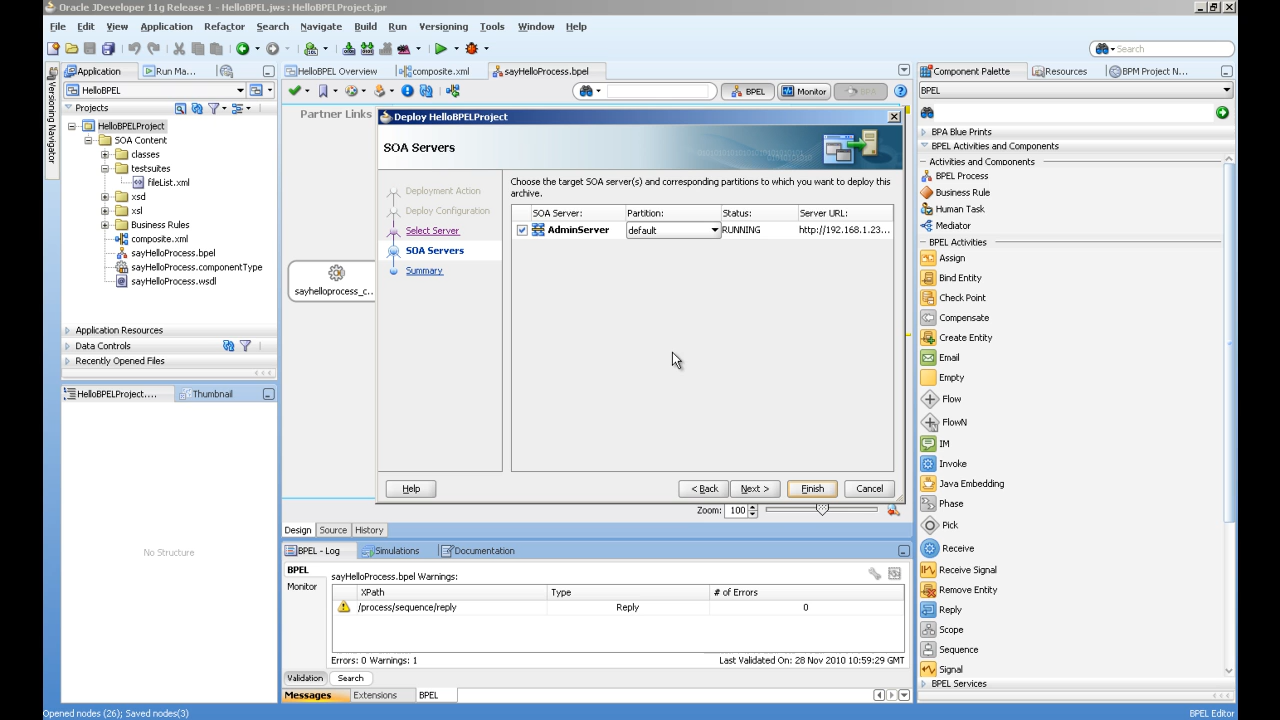 Oracle JDeveloper 11g Release 1 - HelloBPEL.jws : HelloBPELProject.jpr
File Edit View Application Refactor Search Navigate Build Run Versioning Tools Window Help
Search
Application Run Ma...
HelloBPEL Overview composite.xml sayHelloProcess.bpel
Component Palette Resources BPM Project N...
Versioning Navigator
HelloBPEL
BPEL Monitor BPA
BPEL
Projects
HelloBPELProject
SOA Content
classes
testsuites
fileList.xml
xsd
xsl
Business Rules
composite.xml
sayHelloProcess.bpel
sayHelloProcess.componentType
sayHelloProcess.wsdl
Application Resources
Data Controls
Recently Opened Files
HelloBPELProject.... Thumbnail
No Structure
Partner Links
sayhelloprocess_c...
Deploy HelloBPELProject
SOA Servers
Deployment Action
Deploy Configuration
Select Server
SOA Servers
Summary
Choose the target SOA server(s) and corresponding partitions to which you want to deploy this
archive.
SOA Server: Partition: Status: Server URL:
AdminServer default RUNNING http://192.168.1.23...
Help < Back Next > Finish Cancel
Zoom: 100
Design Source History
BPEL - Log Simulations Documentation
BPEL
Monitor
sayHelloProcess.bpel Warnings:
XPath Type # of Errors
/process/sequence/reply Reply 0
Errors: 0 Warnings: 1 Last Validated On: 28 Nov 2010 10:59:29 GMT
Validation Search
Messages Extensions BPEL
BPA Blue Prints
BPEL Activities and Components
Activities and Components
BPEL Process
Business Rule
Human Task
Mediator
BPEL Activities
Assign
Bind Entity
Check Point
Compensate
Create Entity
Email
Empty
Flow
FlowN
IM
Invoke
Java Embedding
Phase
Pick
Receive
Receive Signal
Remove Entity
Reply
Scope
Sequence
Signal
BPEL Services
Opened nodes (26); Saved nodes(3) BPEL Editor